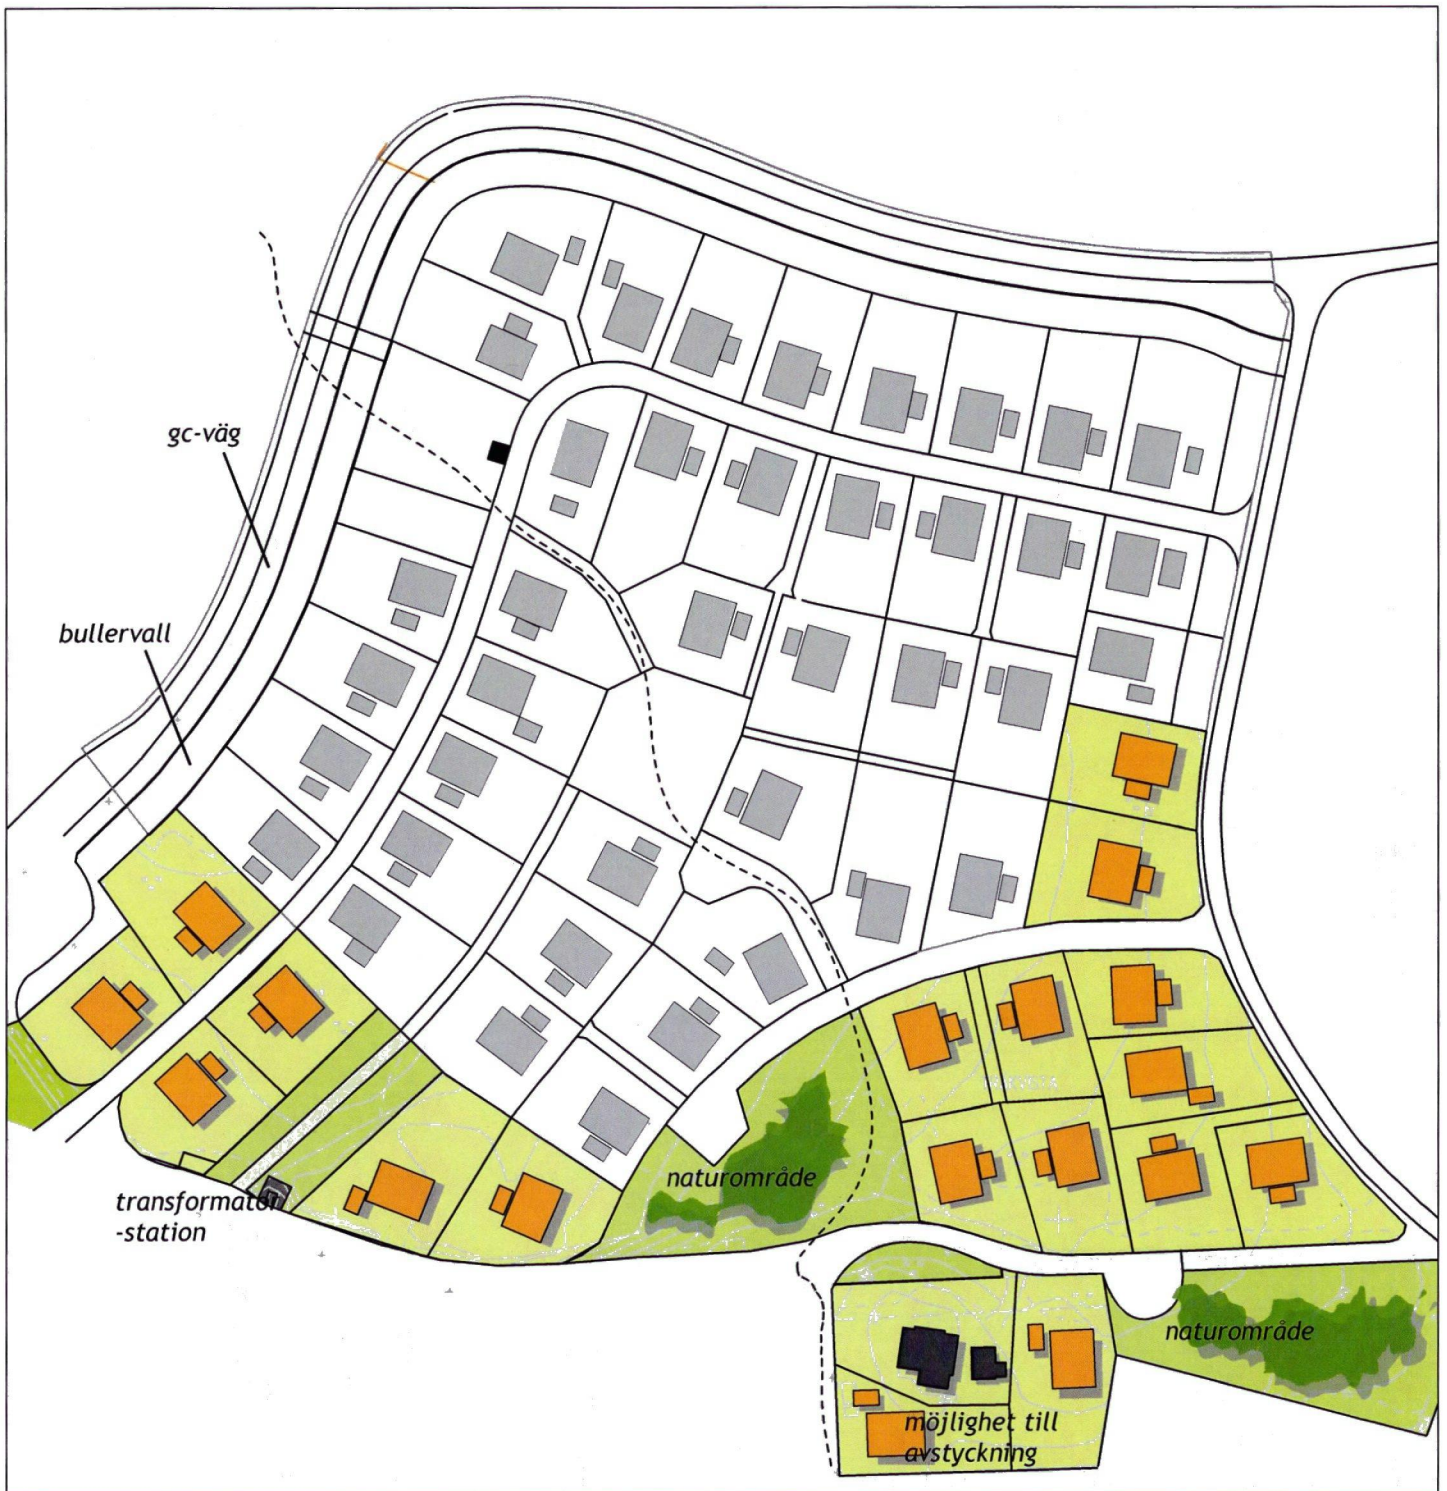 gc-väg
bullervall
naturområde
transformator
-station
naturområde
möjlighet till
avstyckning